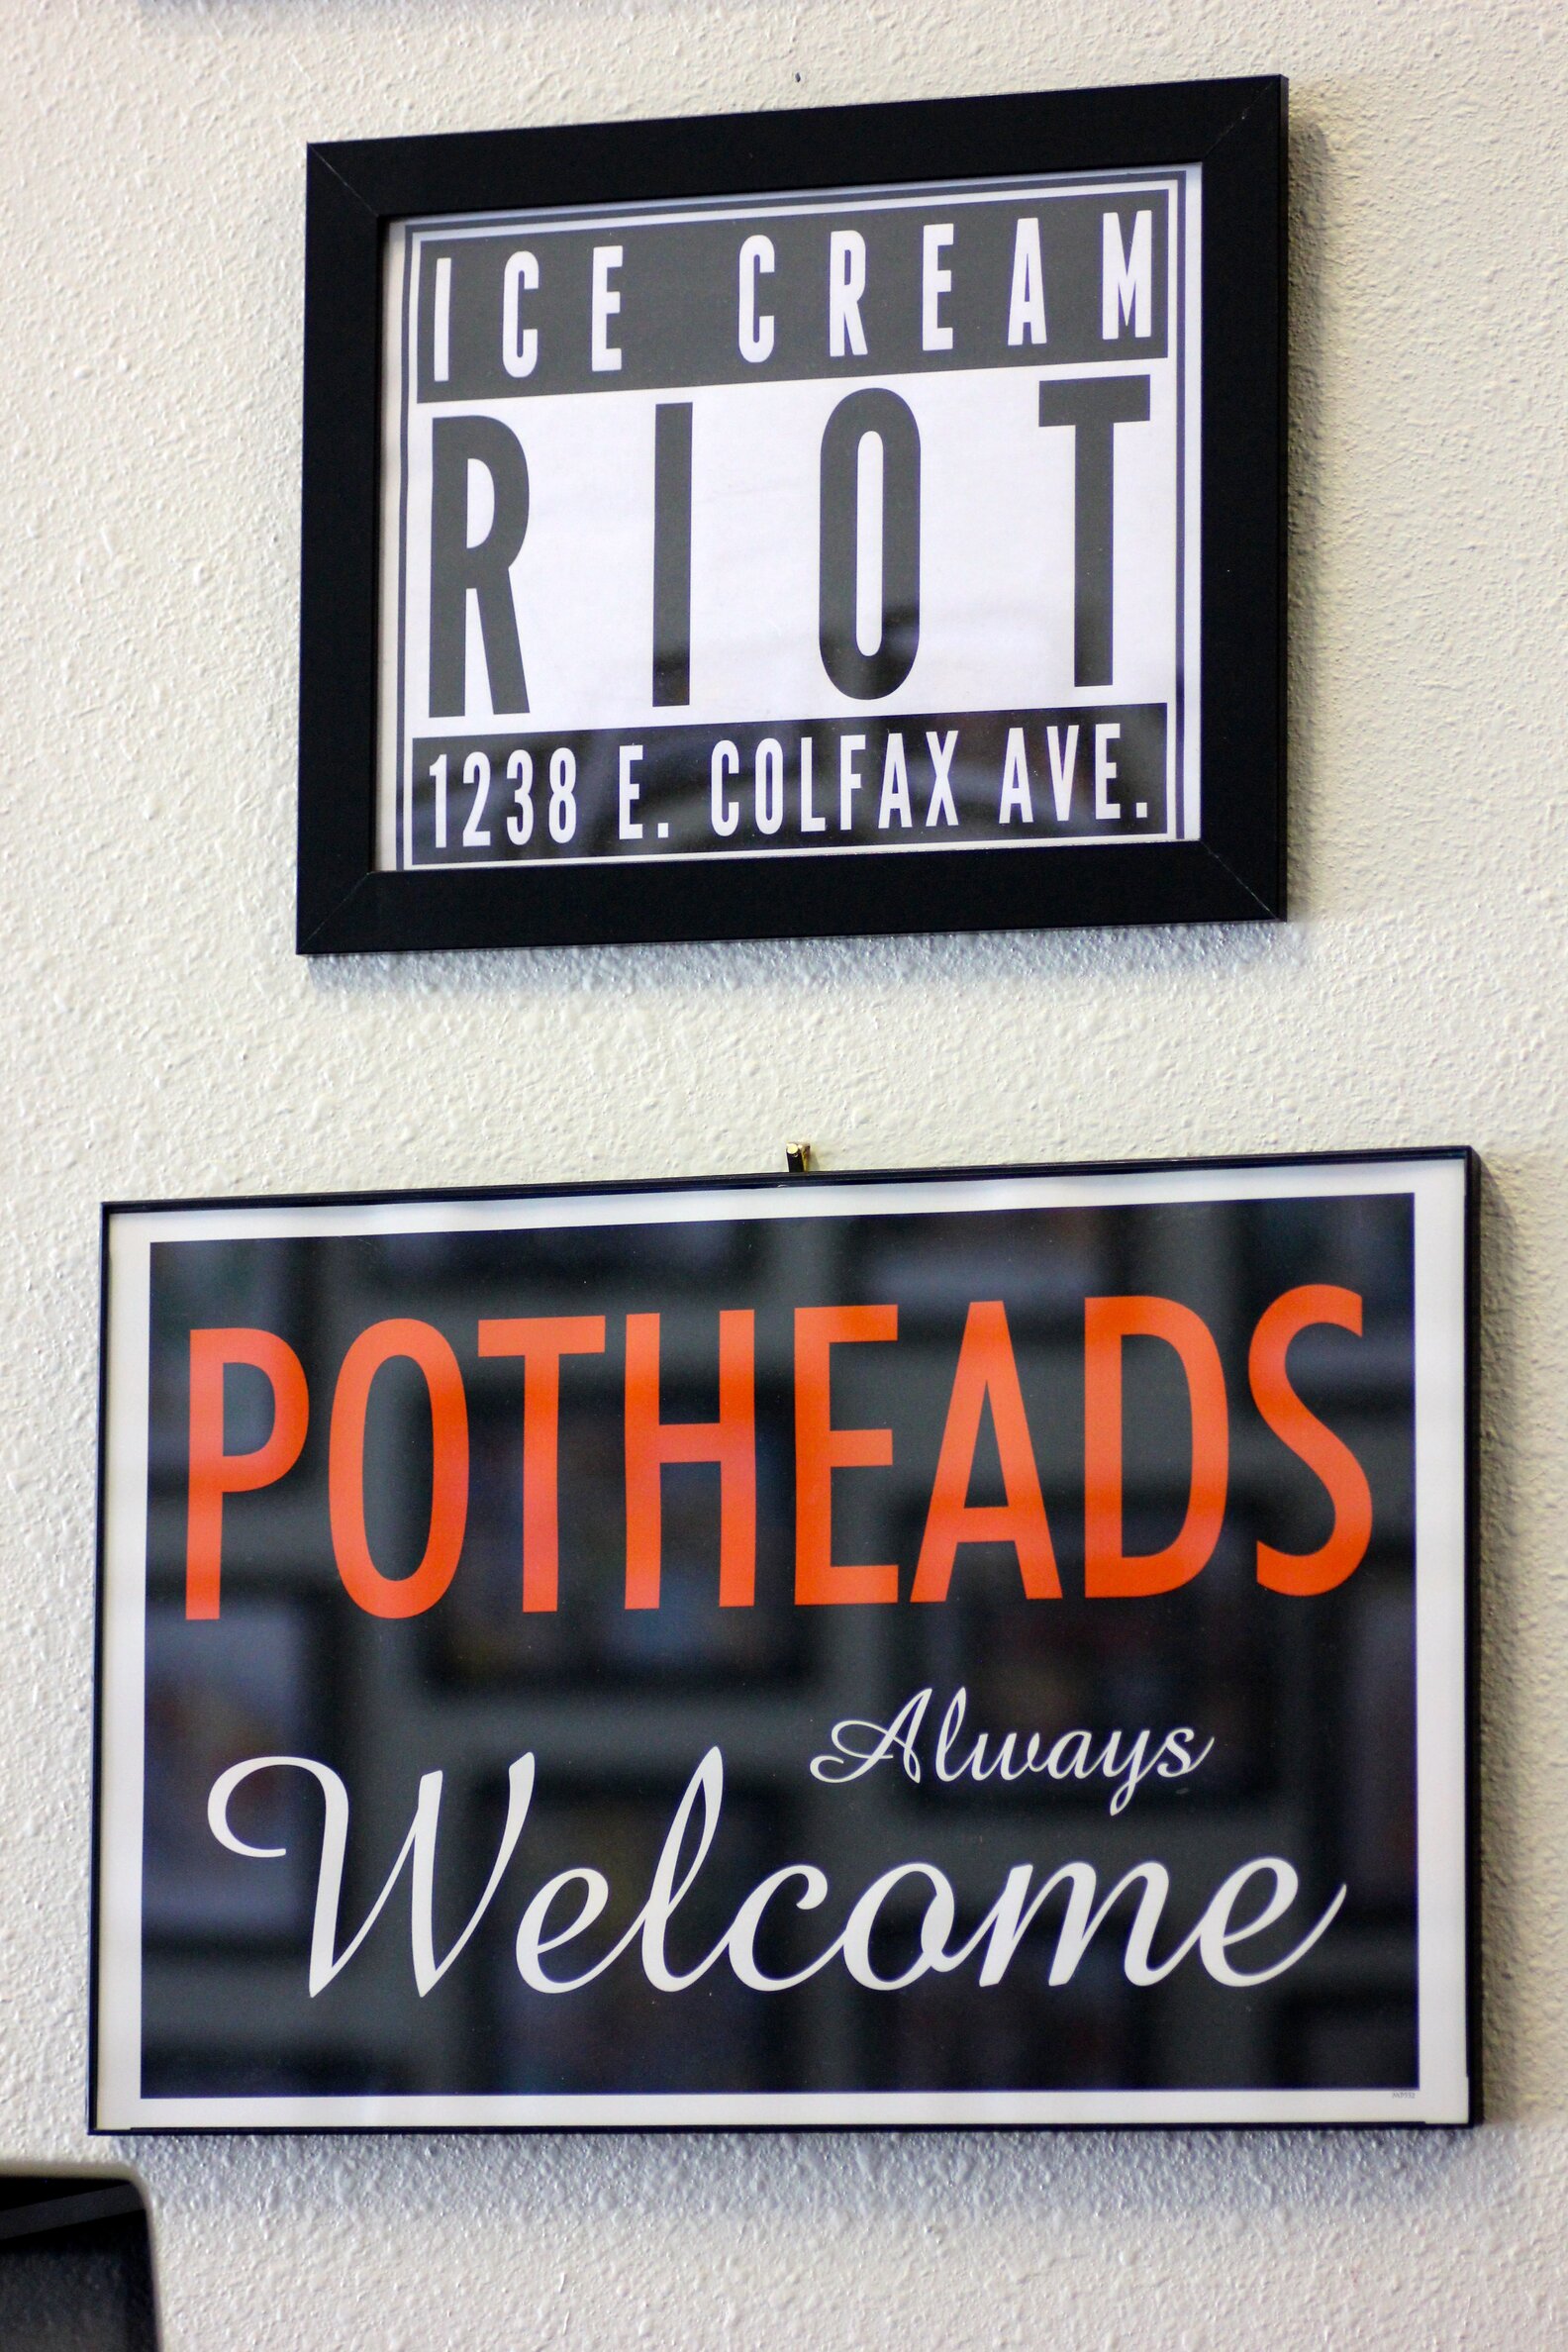 ICE CREAM
RIOT
1238 E. COLFAX AVE.
POTHEADS
Always
Welcome